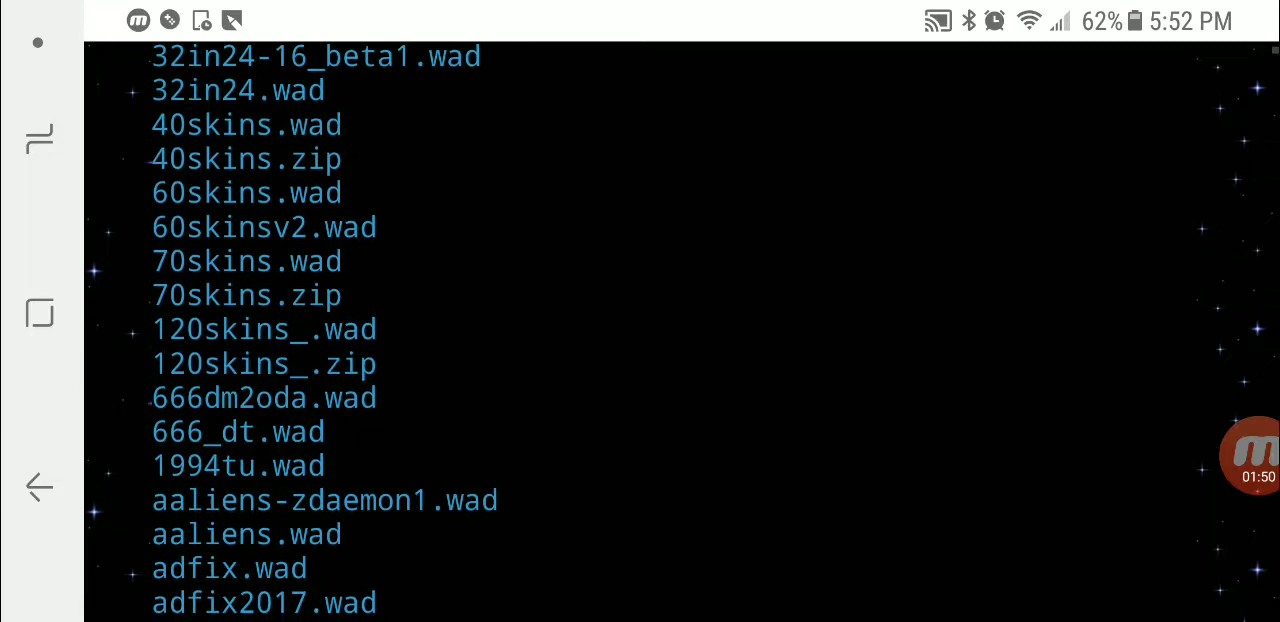 62% 5:52 PM
32in24-16_beta1.wad
32in24.wad
40skins.wad
40skins.zip
60skins.wad
60skinsv2.wad
70skins.wad
70skins.zip
120skins_.wad
120skins_.zip
666dm2oda.wad
666_dt.wad
1994tu.wad
aaliens-zdaemon1.wad
aaliens.wad
adfix.wad
adfix2017.wad
01:50